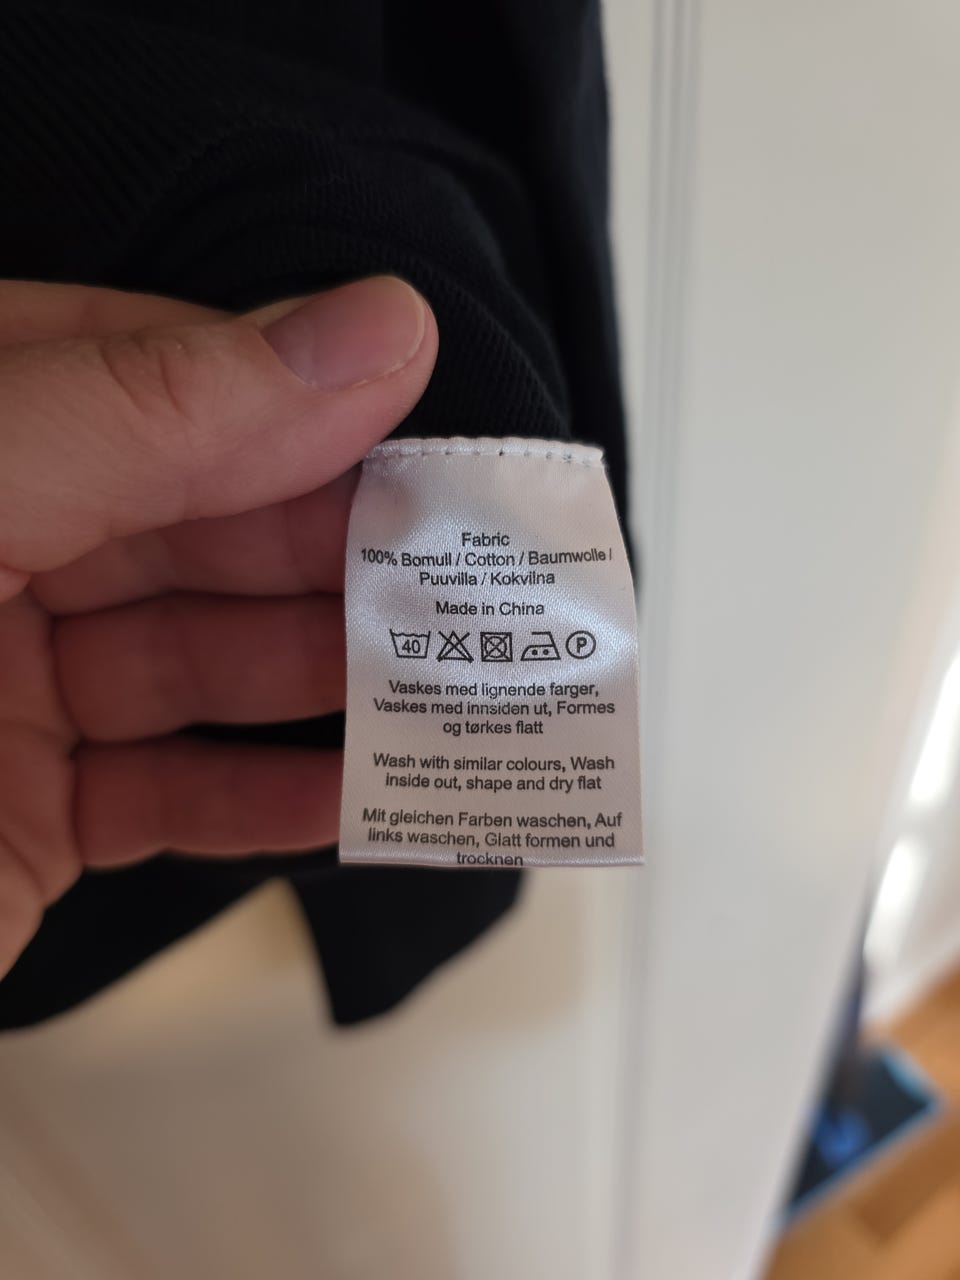 Fabric
100% Bomull / Cotton / Baumwolle /
Puuvilla / Kokvilna
Made in China
40 P
Vaskes med lignende farger,
Vaskes med innsiden ut, Formes
og tørkes flatt
Wash with similar colours, Wash
inside out, shape and dry flat
Mit gleichen Farben waschen, Auf
links waschen, Glatt formen und
trocknen